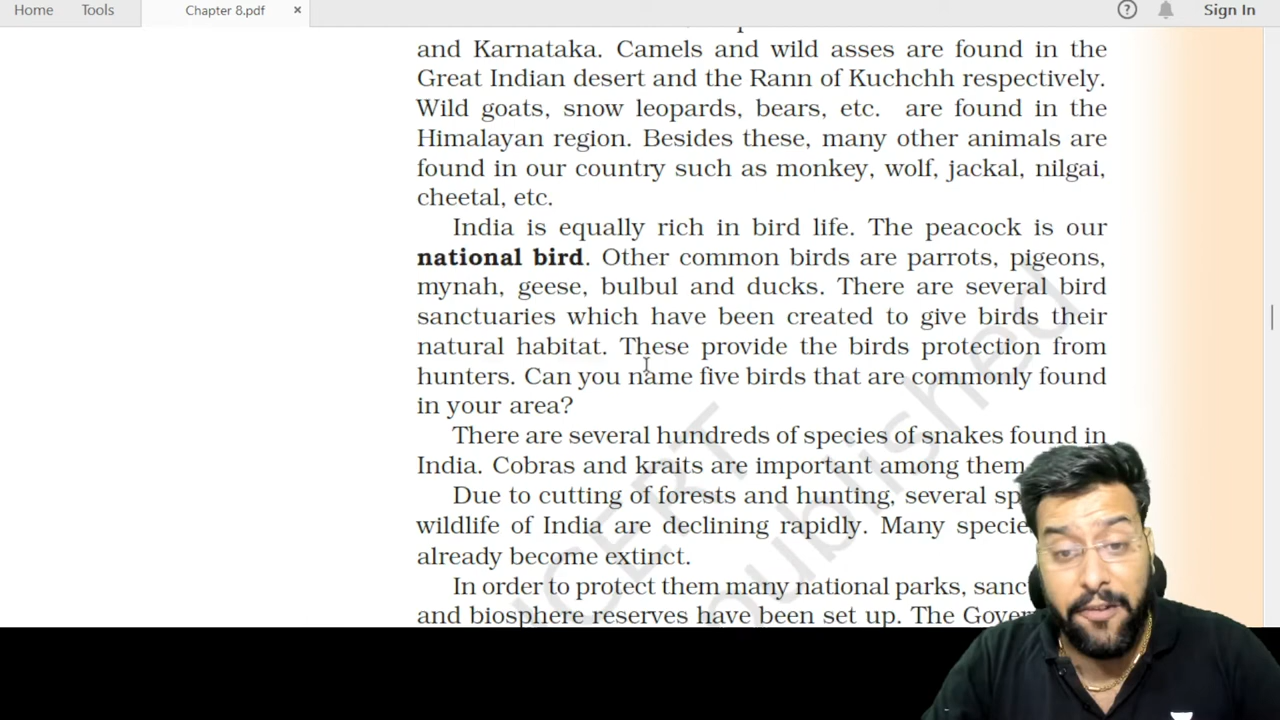 Home Tools Chapter 8.pdf × ? Sign In
and Karnataka. Camels and wild asses are found in the
Great Indian desert and the Rann of Kuchchh respectively.
Wild goats, snow leopards, bears, etc. are found in the
Himalayan region. Besides these, many other animals are
found in our country such as monkey, wolf, jackal, nilgai,
cheetal, etc.
India is equally rich in bird life. The peacock is our
national bird. Other common birds are parrots, pigeons,
mynah, geese, bulbul and ducks. There are several bird
sanctuaries which have been created to give birds their
natural habitat. These provide the birds protection from
hunters. Can you name five birds that are commonly found
in your area?
There are several hundreds of species of snakes found in
India. Cobras and kraits are important among them
Due to cutting of forests and hunting, several
wildlife of India are declining rapidly. Many
already become extinct.
In order to protect them many national parks,
and biosphere reserves have been set up. The
NCERT
published